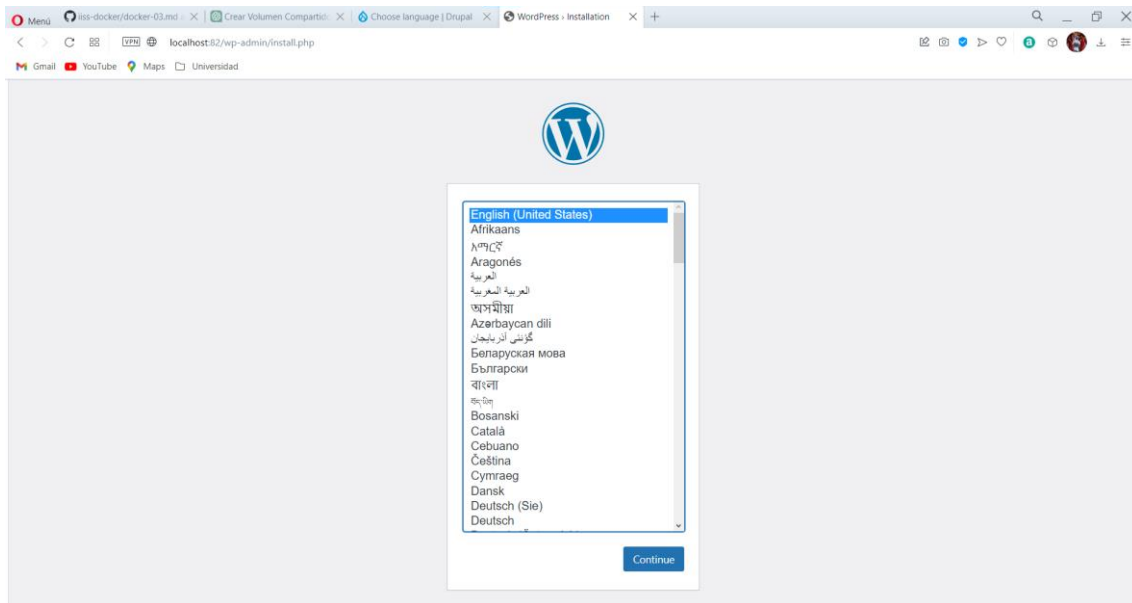 Menú
iiss-docker/docker-03.md
Crear Volumen Compartido
Choose language | Drupal
WordPress › Installation
VPN
localhost:82/wp-admin/install.php
Gmail
YouTube
Maps
Universidad
English (United States)
Afrikaans
አማርኛ
Aragonés
العربية
العربية المغربية
অসমীয়া
Azərbaycan dili
گؤنئی آذربایجان
Беларуская мова
Български
বাংলা
བོད་ཡིག
Bosanski
Català
Cebuano
Čeština
Cymraeg
Dansk
Deutsch (Sie)
Deutsch
Continue